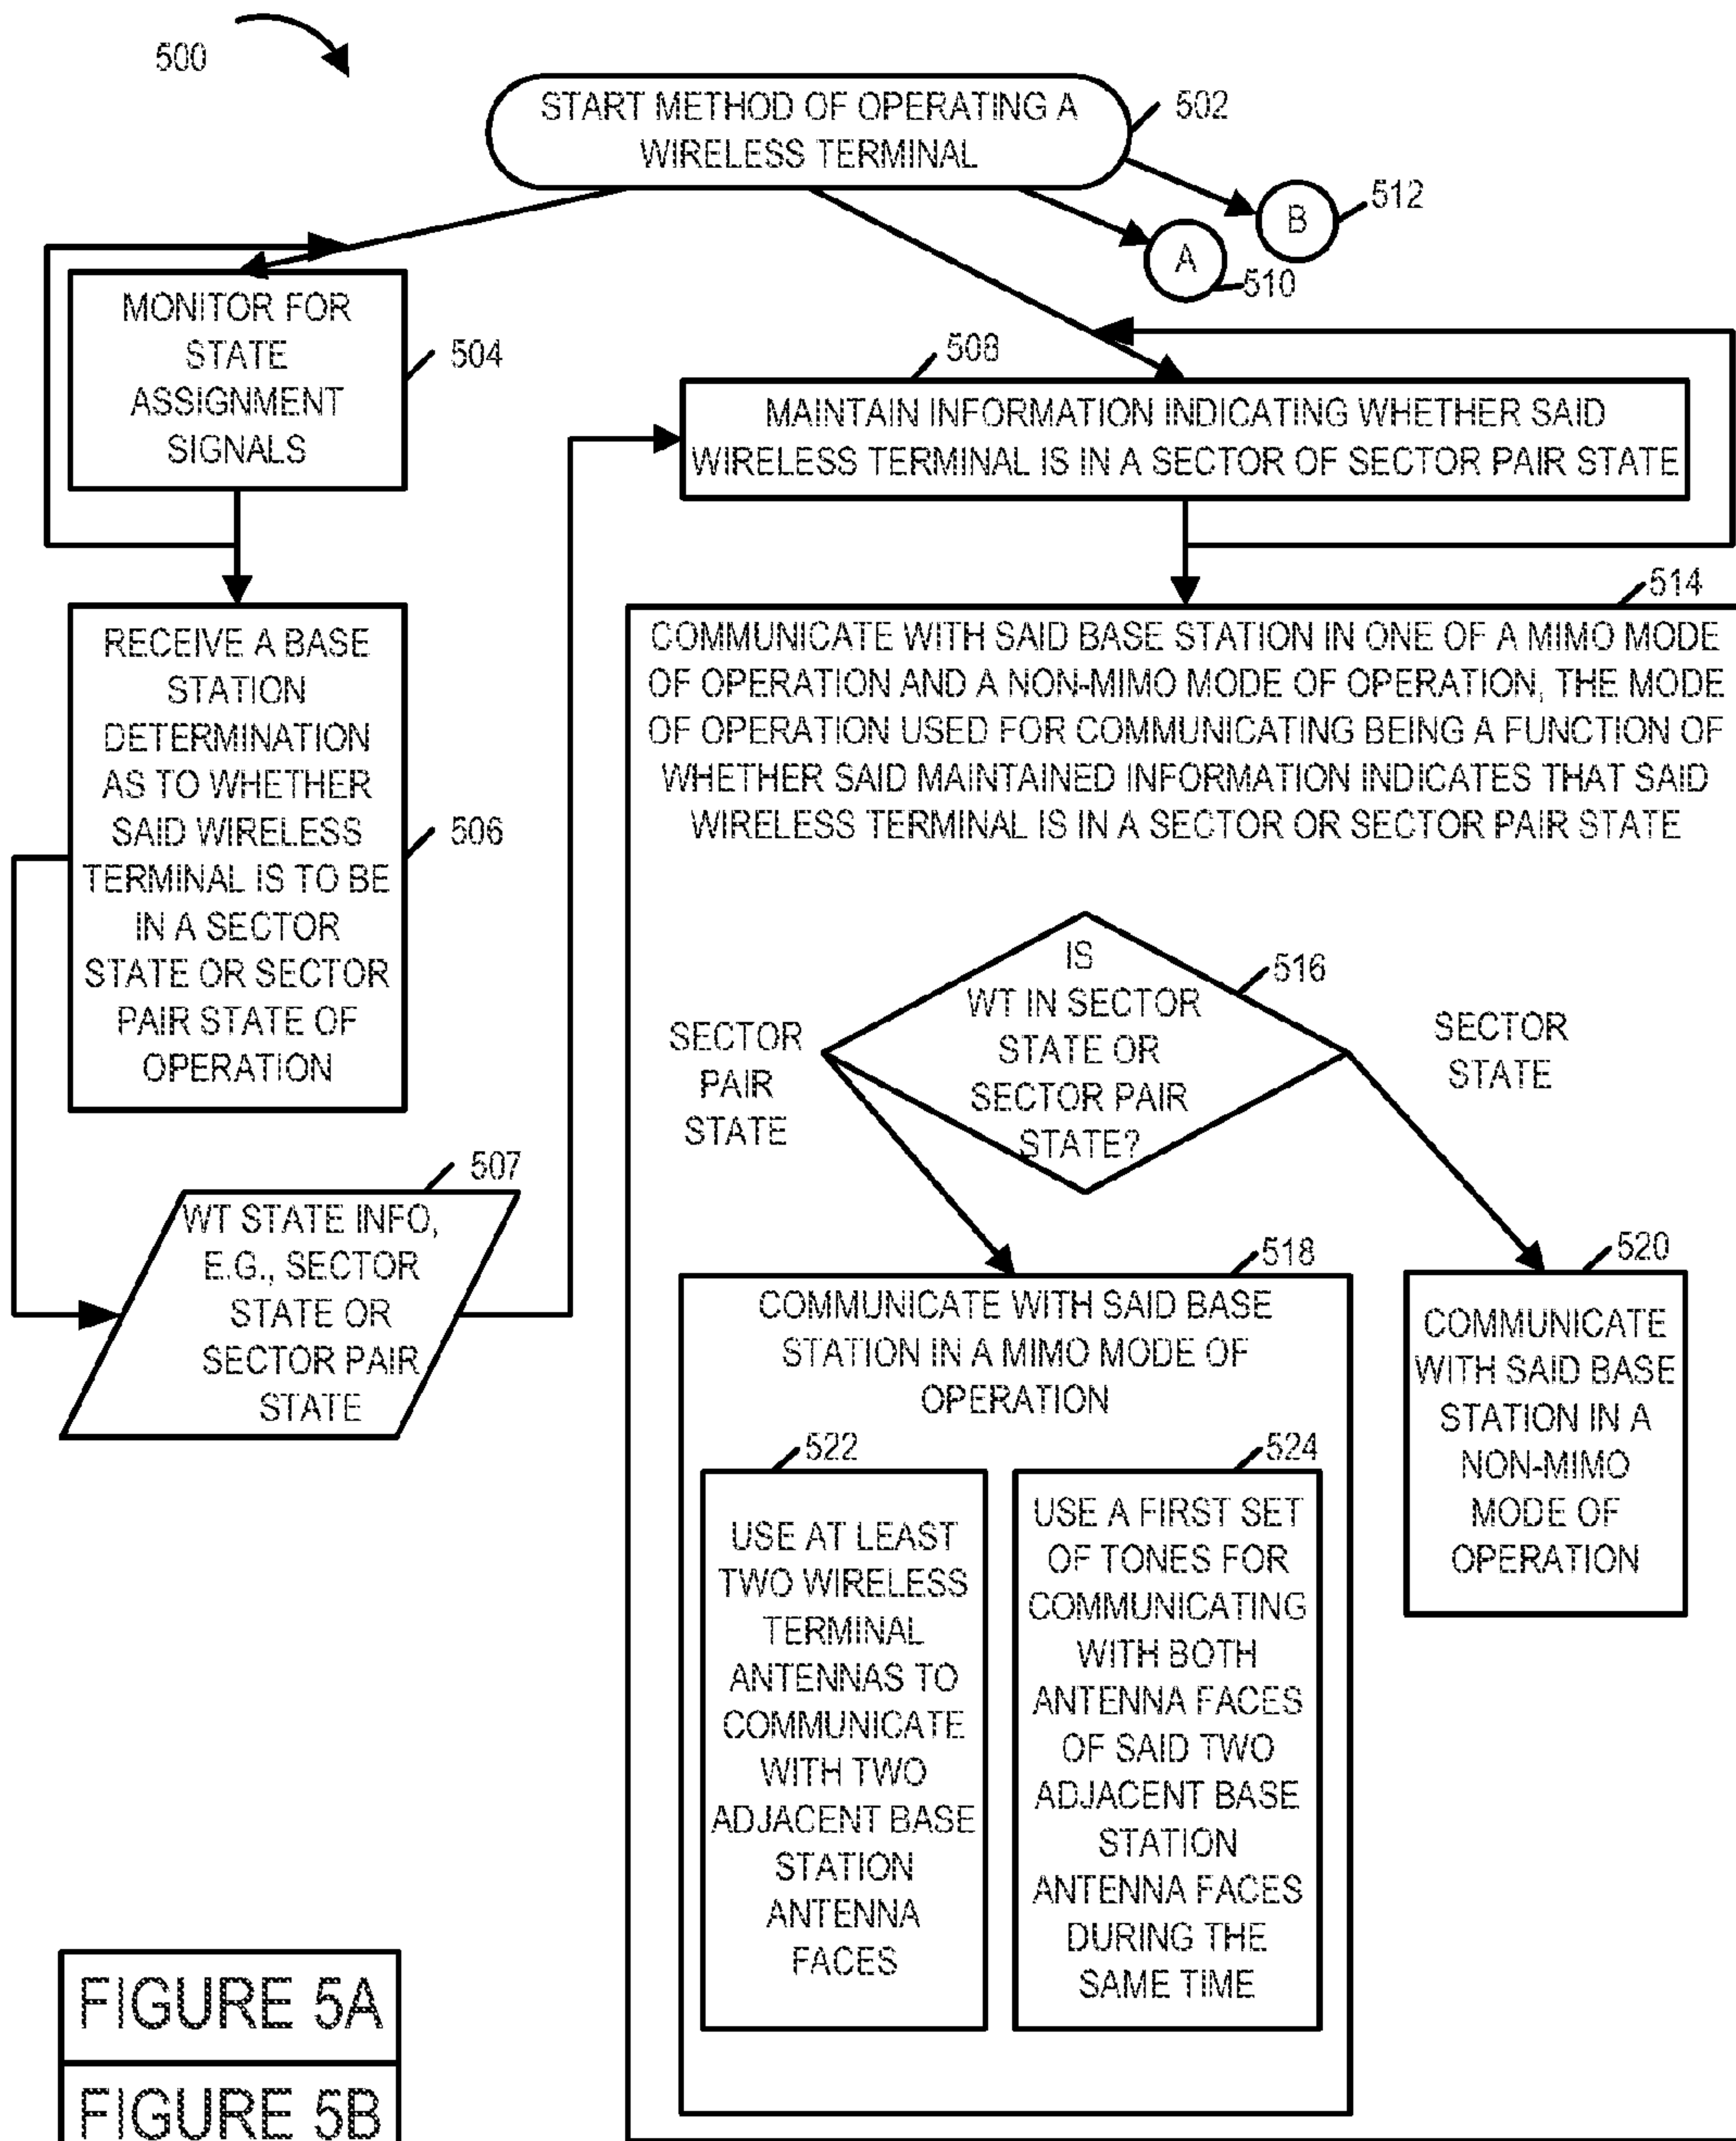 500
START METHOD OF OPERATING A
WIRELESS TERMINAL
502
B
512
A
510
MONITOR FOR
STATE
ASSIGNMENT
SIGNALS
504
508
MAINTAIN INFORMATION INDICATING WHETHER SAID
WIRELESS TERMINAL IS IN A SECTOR OF SECTOR PAIR STATE
RECEIVE A BASE
STATION
DETERMINATION
AS TO WHETHER
SAID WIRELESS
TERMINAL IS TO BE
IN A SECTOR
STATE OR SECTOR
PAIR STATE OF
OPERATION
506
507
WT STATE INFO,
E.G., SECTOR
STATE OR
SECTOR PAIR
STATE
514
COMMUNICATE WITH SAID BASE STATION IN ONE OF A MIMO MODE
OF OPERATION AND A NON-MIMO MODE OF OPERATION, THE MODE
OF OPERATION USED FOR COMMUNICATING BEING A FUNCTION OF
WHETHER SAID MAINTAINED INFORMATION INDICATES THAT SAID
WIRELESS TERMINAL IS IN A SECTOR OR SECTOR PAIR STATE
IS
WT IN SECTOR
STATE OR
SECTOR PAIR
STATE?
516
SECTOR
PAIR
STATE
SECTOR
STATE
518
COMMUNICATE WITH SAID BASE
STATION IN A MIMO MODE OF
OPERATION
520
COMMUNICATE
WITH SAID BASE
STATION IN A
NON-MIMO
MODE OF
OPERATION
522
USE AT LEAST
TWO WIRELESS
TERMINAL
ANTENNAS TO
COMMUNICATE
WITH TWO
ADJACENT BASE
STATION
ANTENNA
FACES
524
USE A FIRST SET
OF TONES FOR
COMMUNICATING
WITH BOTH
ANTENNA FACES
OF SAID TWO
ADJACENT BASE
STATION
ANTENNA FACES
DURING THE
SAME TIME
FIGURE 5A
FIGURE 5B